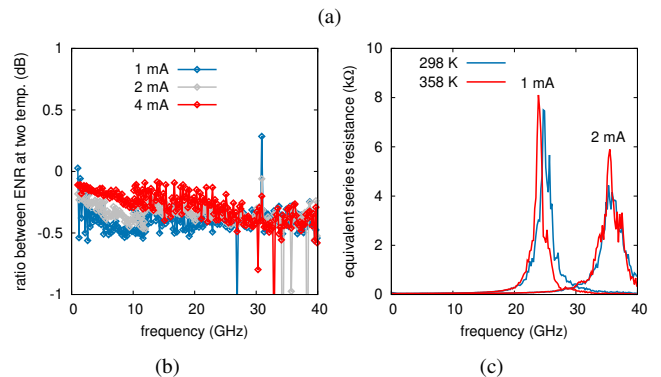 (a)
ratio between ENR at two temp. (dB)
1
0.5
0
-0.5
-1
1 mA
2 mA
4 mA
0 10 20 30 40
frequency (GHz)
(b)
equivalent series resistance (kΩ)
10
8
6
4
2
0
298 K
358 K
1 mA
2 mA
0 10 20 30 40
frequency (GHz)
(c)